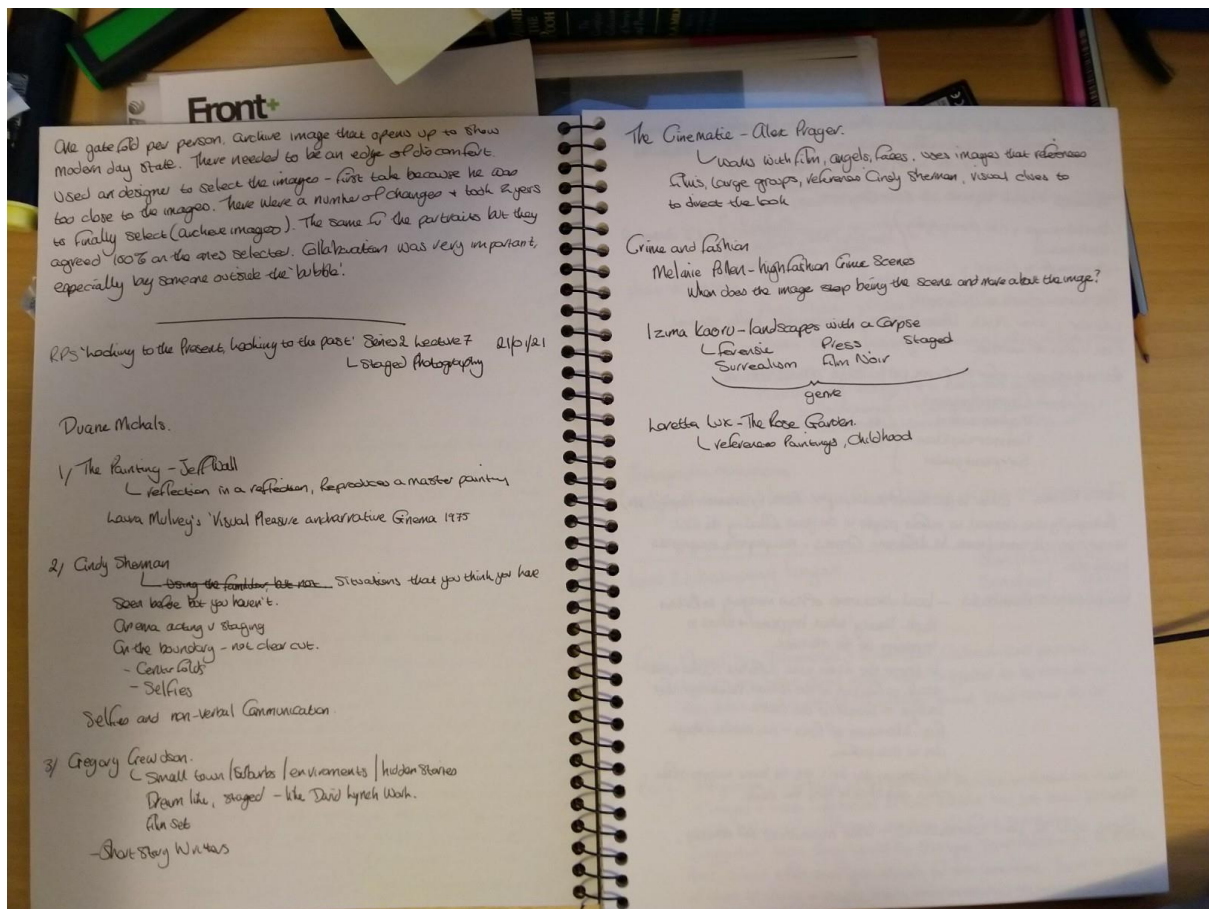 Front+
One gatefold per person. Archive image that opens up to show
modern day state. There needed to be an edge of discomfort.
Used an designer to select the images - first take because he was
too close to the images. There were a number of changes + took 2 yers
to finally select (archive images). The same for the portraits but they
agreed 100% on the ones selected. Collaboration was very important,
especially by someone outside the 'bubble'.
RPS 'Looking to the Present, Looking to the past' Series 2 Lecture 7 21/01/21
Staged Photography
Duane Michals.
1/ The Painting - Jeff Wall
reflection in a reflection, Reproduces a master painting
Laura Mulvey's 'Visual Pleasure and narrative Cinema 1975
2/ Cindy Sherman
Using the familiar, but not Situations that you think you have
Seen before but you haven't.
Cinema acting v staging
On the boundary - not clear cut.
- Centerfolds
- Selfies
Selfies and non-verbal Communication.
3/ Gregory Crewdson.
Small town / Suburbs / enviroments / hidden stories
Dream like, staged - like David Lynch Work.
film set
- Short Story Writers
The Cinematic - Alex Prager.
works with film, angels, faces. uses images that references
films, large groups, reference Cindy Sherman, visual clues to
to direct the look
Crime and Fashion
Melanie Pullen - high fashion Crime Scenes
When does the image stop being the scene and more about the image?
Izima Kaoru - landscapes with a Corpse
Forensic Press Staged
Surrealism Film Noir
genre
Loretta Lux - The Rose Garden.
references Paintings, Childhood